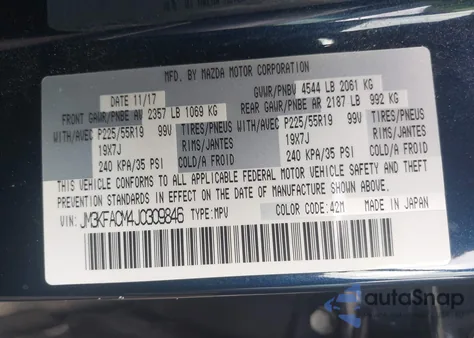 MFD. BY MAZDA MOTOR CORPORATION
DATE 11/17 GVWR/PNBV 4544 LB 2061 KG
FRONT GAWR/PNBE AV 2357 LB 1069 KG REAR GAWR/PNBE AR 2187 LB 992 KG
WITH/AVEC P225/55R19 99V TIRES/PNEUS WITH/AVEC P225/55R19 99V TIRES/PNEUS
19X7J RIMS/JANTES 19X7J RIMS/JANTES
240 KPA/35 PSI COLD/A FROID 240 KPA/35 PSI COLD/A FROID
THIS VEHICLE CONFORMS TO ALL APPLICABLE FEDERAL MOTOR VEHICLE SAFETY, BUMPER, AND THEFT
PREVENTION STANDARDS IN EFFECT ON THE DATE OF MANUFACTURE SHOWN ABOVE.
VIN: JM3KFACM4J0309846 TYPE:MPV COLOR CODE:42M MADE IN JAPAN
autoSnap